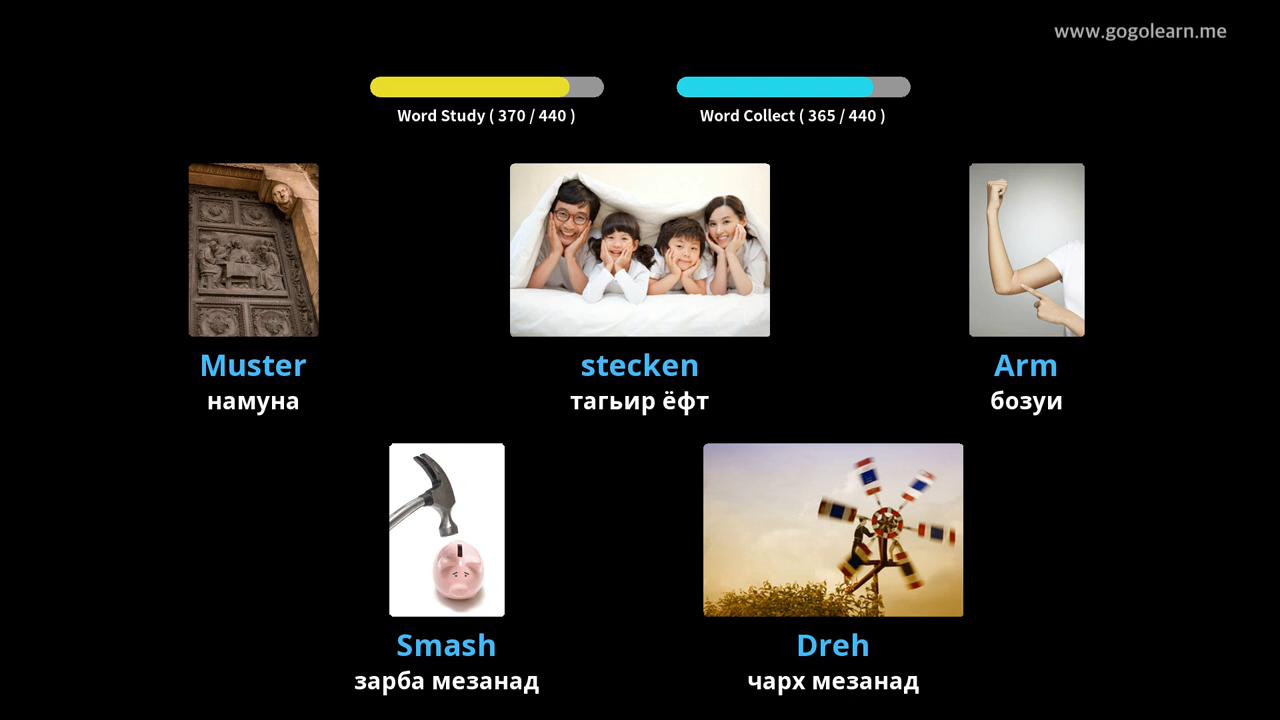 www.gogolearn.me
Word Study ( 370 / 440 )
Word Collect ( 365 / 440 )
Muster
намуна
stecken
тагьир ёфт
Arm
бозуи
Smash
зарба мезанад
Dreh
чарх мезанад